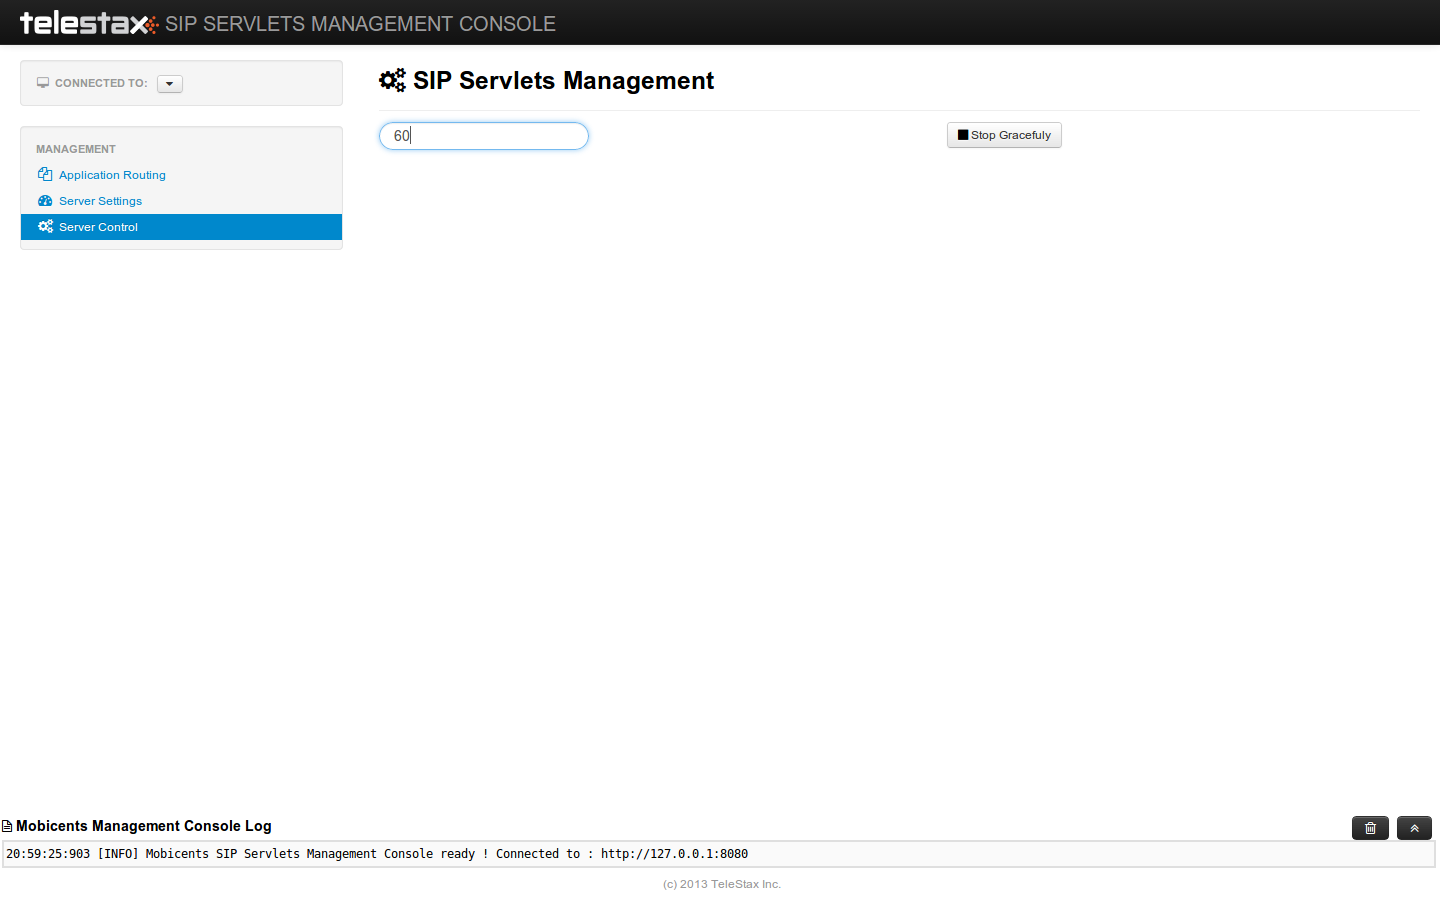 telestax SIP SERVLETS MANAGEMENT CONSOLE
CONNECTED TO:
MANAGEMENT
Application Routing
Server Settings
Server Control
SIP Servlets Management
60
Stop Gracefuly
Mobicents Management Console Log
20:59:25:903 [INFO] Mobicents SIP Servlets Management Console ready ! Connected to : http://127.0.0.1:8080
(c) 2013 TeleStax Inc.